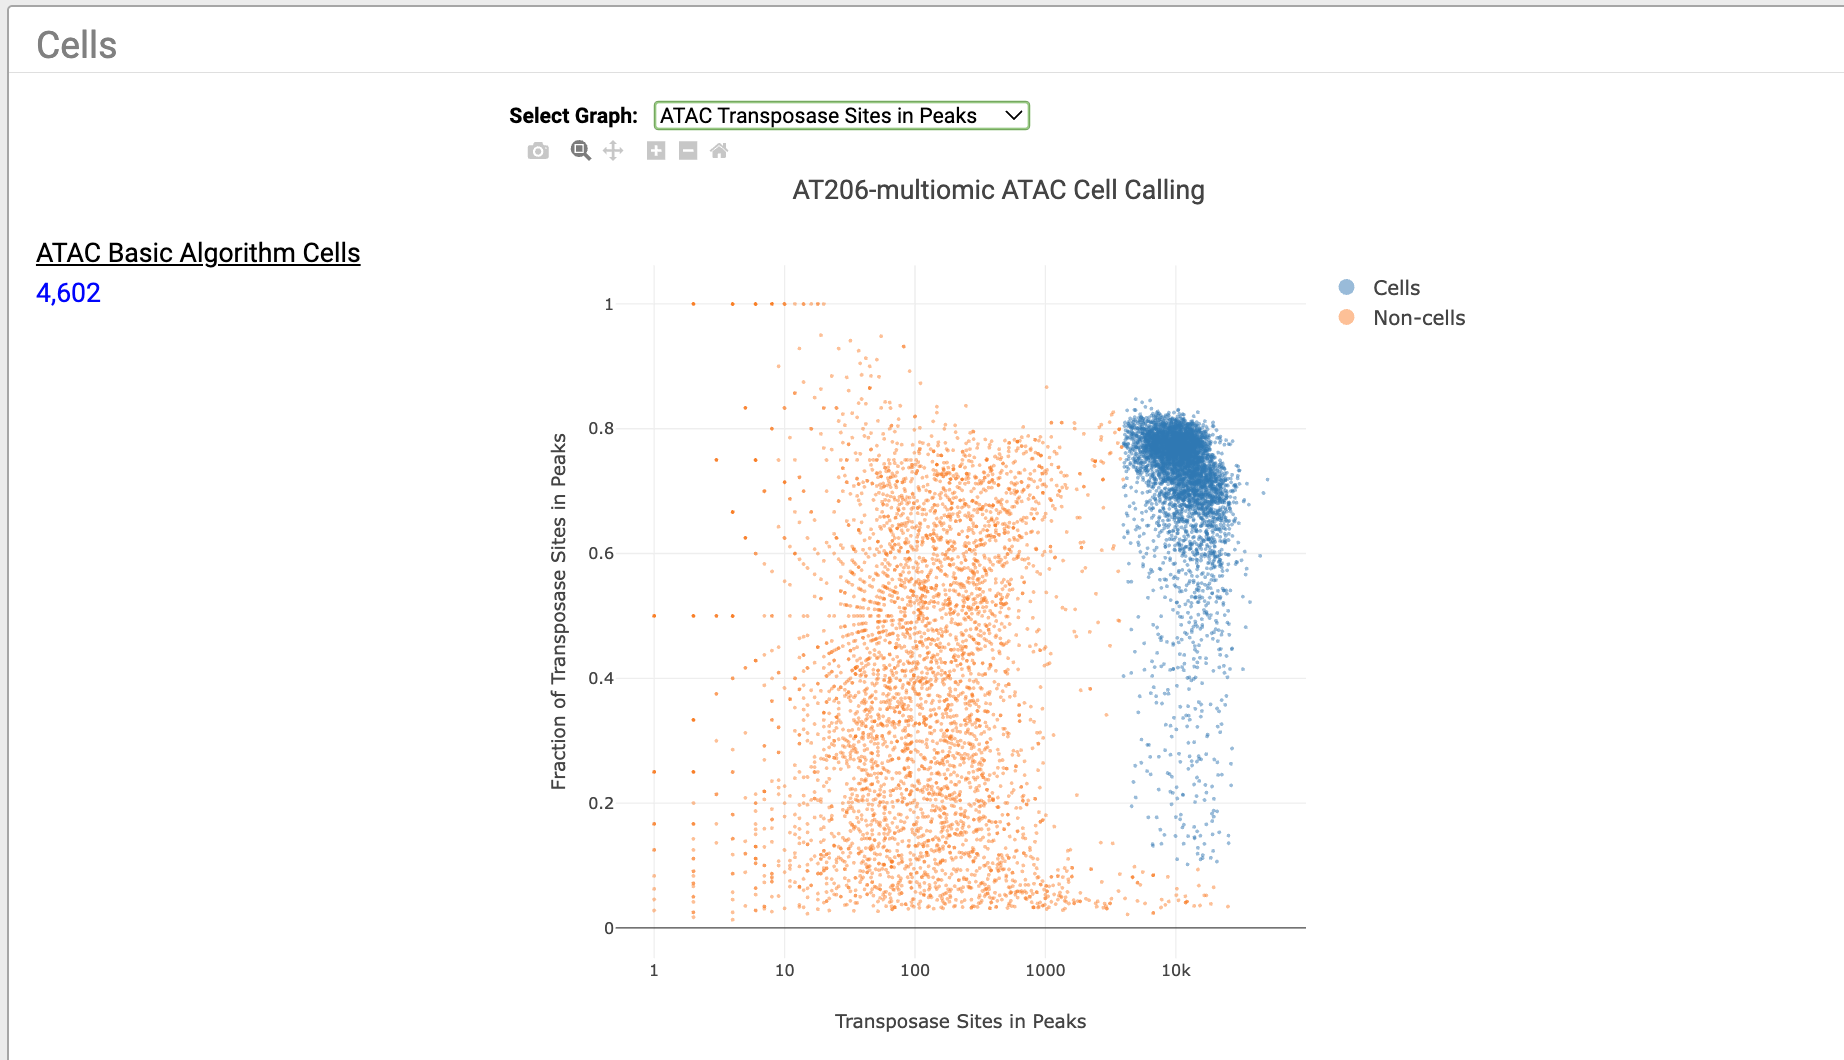 Cells
Select Graph: ATAC Transposase Sites in Peaks
AT206-multiomic ATAC Cell Calling
ATAC Basic Algorithm Cells
4,602
Cells
Non-cells
Fraction of Transposase Sites in Peaks
1
0.8
0.6
0.4
0.2
0
1 10 100 1000 10k
Transposase Sites in Peaks